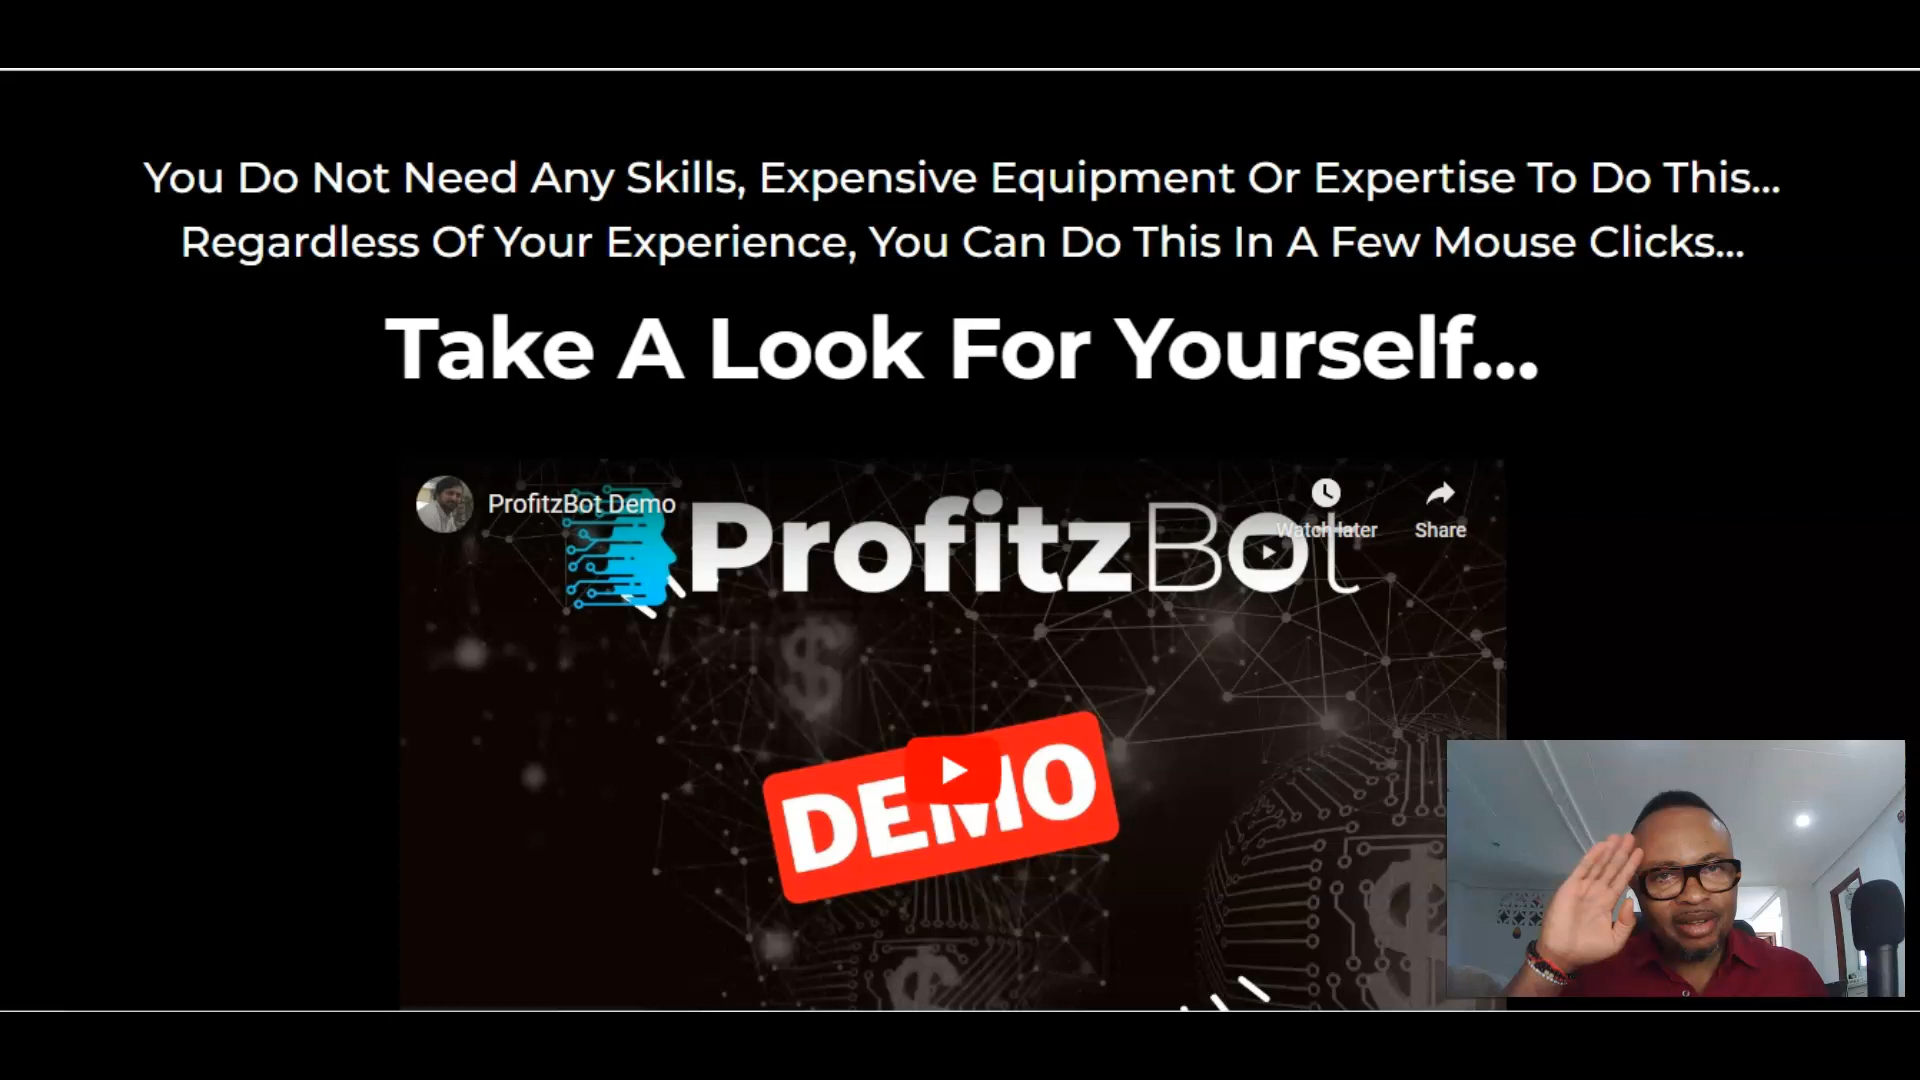 You Do Not Need Any Skills, Expensive Equipment Or Expertise To Do This...
Regardless Of Your Experience, You Can Do This In A Few Mouse Clicks...
Take A Look For Yourself...
ProfitzBot Demo
ProfitzBot
Watch later
Share
DEMO